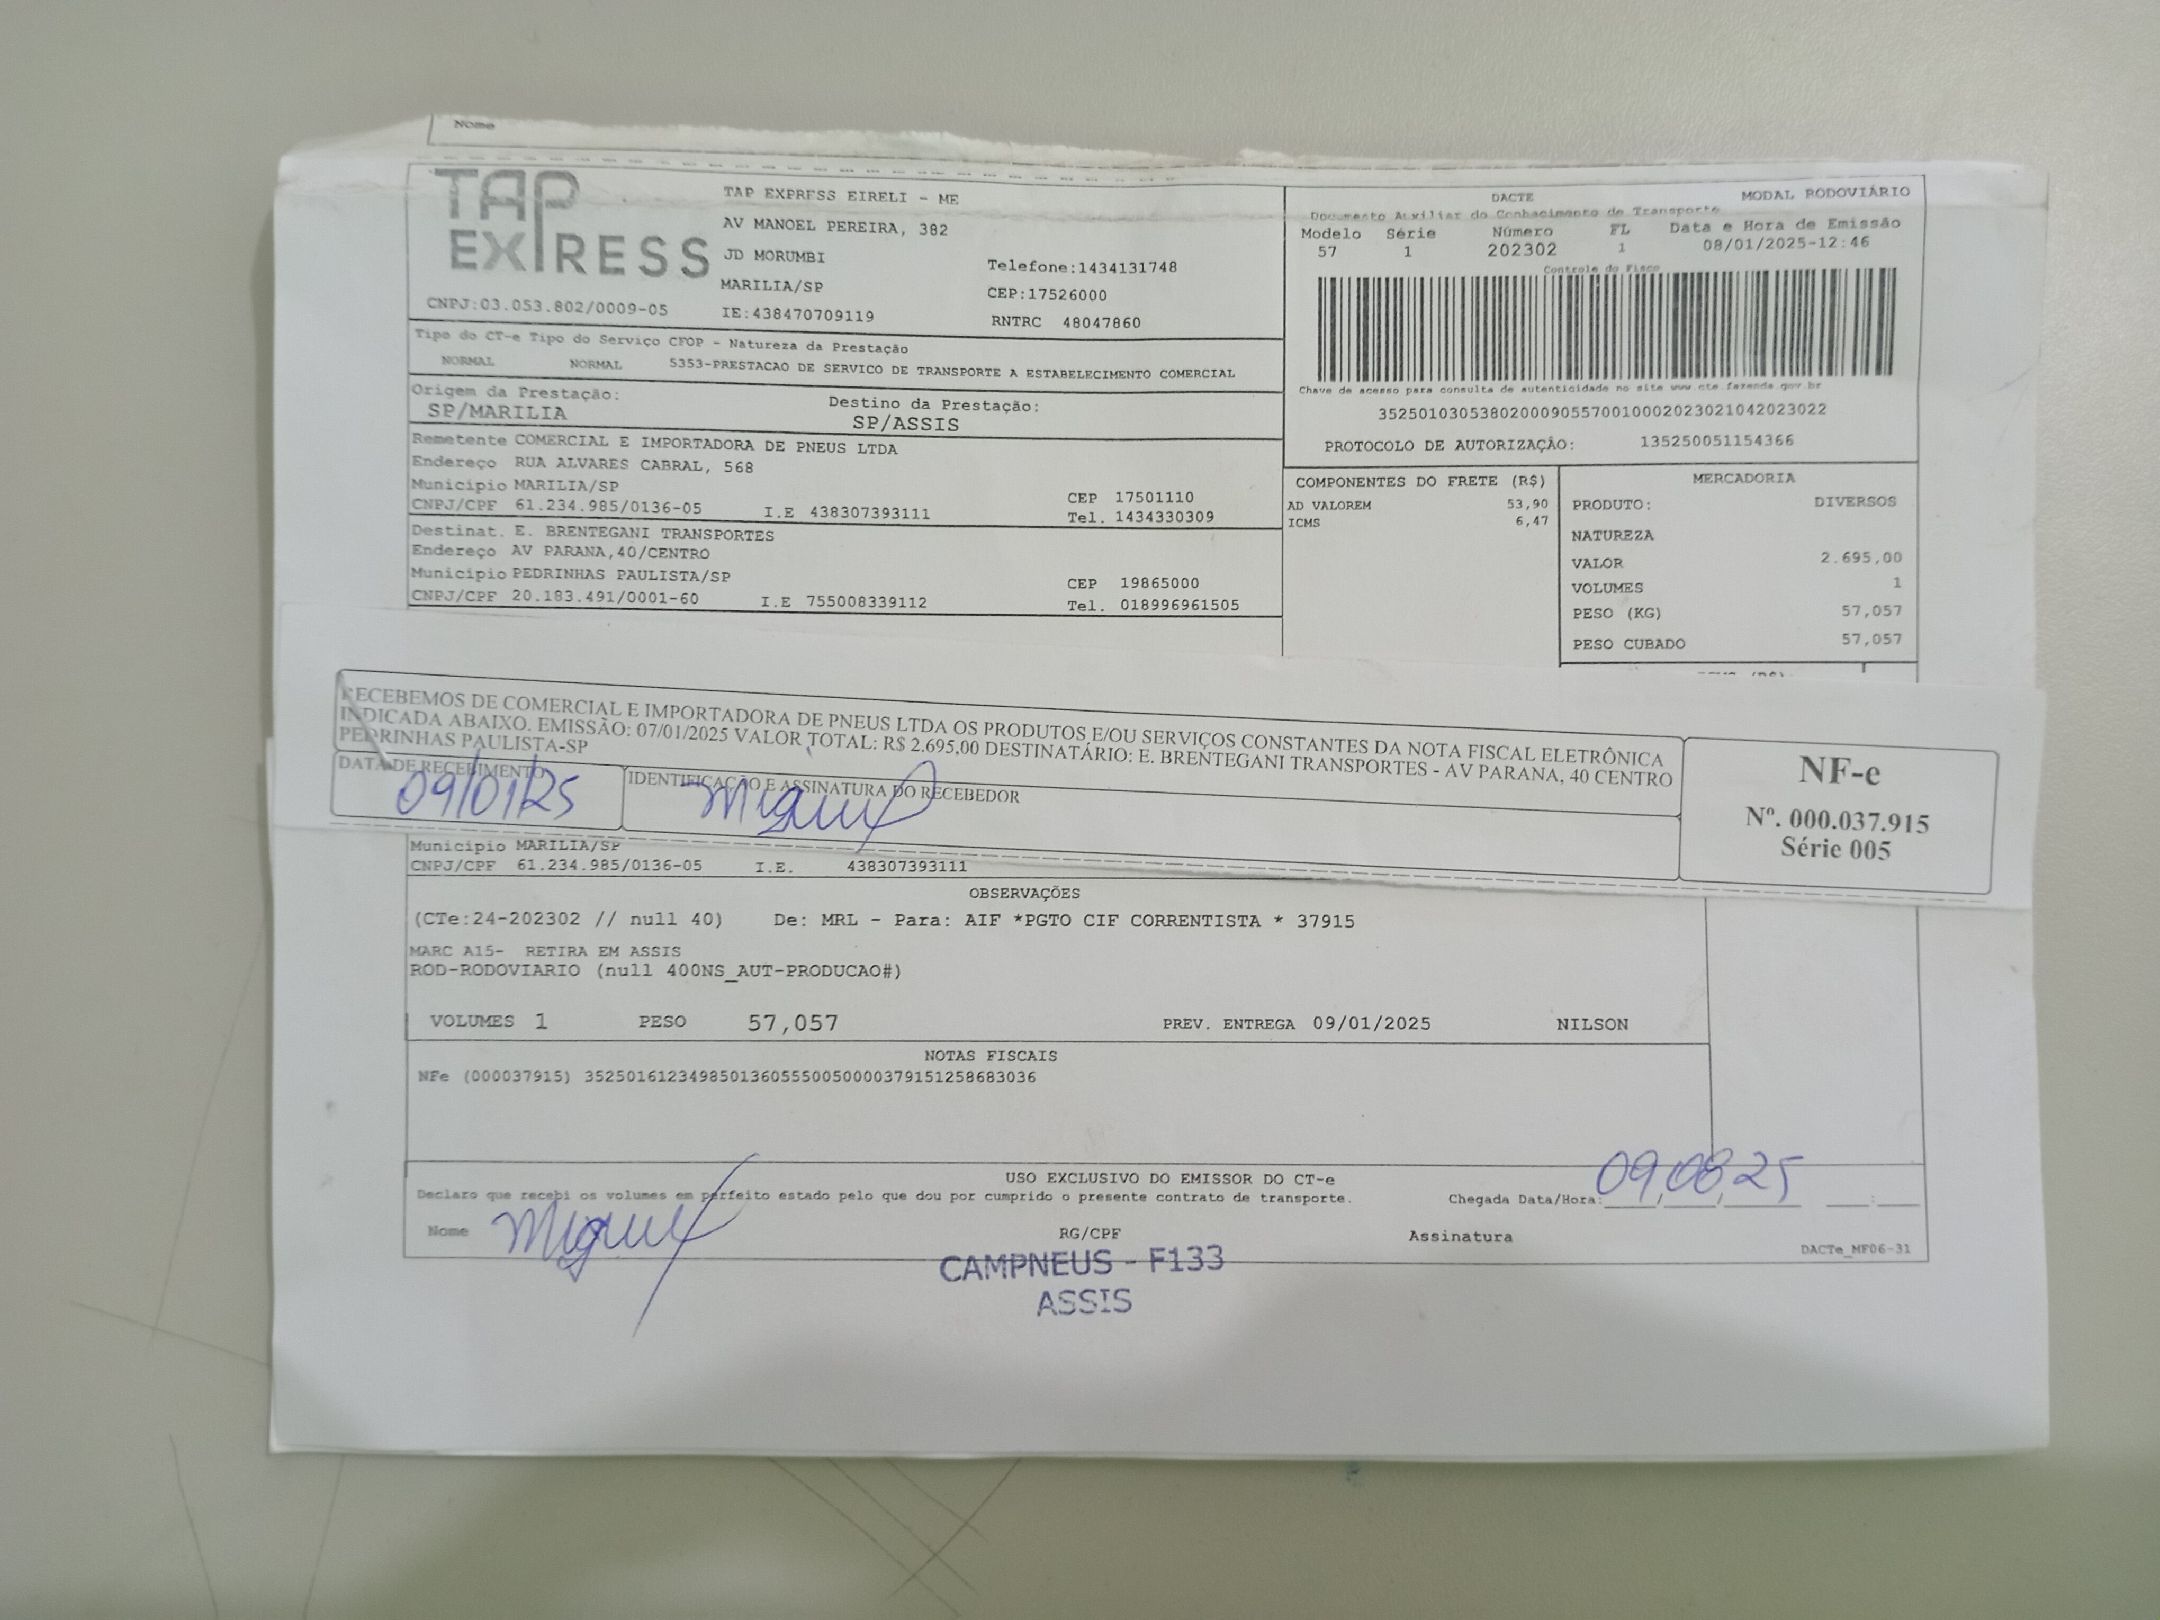 Nome
TAP EXPRESS
TAP EXPRESS EIRELI - ME
AV MANOEL PEREIRA, 382
JD MORUMBI
Telefone:1434131748
MARILIA/SP
CEP:17526000
CNPJ:03.053.802/0009-05
IE:438470709119
RNTRC 48047860
DACTE
MODAL RODOVIÁRIO
Documento Auxiliar do Conhecimento de Transporte
Modelo Série Número FL Data e Hora de Emissão
57 1 202302 1 08/01/2025-12:46
Controle do Fisco
Chave de acesso para consulta de autenticidade no site www.cte.fazenda.gov.br
35250103053802000905570010002023021042023022
PROTOCOLO DE AUTORIZAÇÃO: 135250051154366
Tipo do CT-e Tipo do Serviço CFOP - Natureza da Prestação
NORMAL NORMAL 5353-PRESTACAO DE SERVICO DE TRANSPORTE A ESTABELECIMENTO COMERCIAL
Origem da Prestação: Destino da Prestação:
SP/MARILIA SP/ASSIS
Remetente COMERCIAL E IMPORTADORA DE PNEUS LTDA
Endereço RUA ALVARES CABRAL, 568
Municipio MARILIA/SP CEP 17501110
CNPJ/CPF 61.234.985/0136-05 I.E 438307393111 Tel. 1434330309
Destinat. E. BRENTEGANI TRANSPORTES
Endereço AV PARANA,40/CENTRO
Municipio PEDRINHAS PAULISTA/SP CEP 19865000
CNPJ/CPF 20.183.491/0001-60 I.E 755008339112 Tel. 018996961505
COMPONENTES DO FRETE (R$)
AD VALOREM 53,90
ICMS 6,47
MERCADORIA
PRODUTO: DIVERSOS
NATUREZA
VALOR 2.695,00
VOLUMES 1
PESO (KG) 57,057
PESO CUBADO 57,057
RECEBEMOS DE COMERCIAL E IMPORTADORA DE PNEUS LTDA OS PRODUTOS E/OU SERVIÇOS CONSTANTES DA NOTA FISCAL ELETRÔNICA
INDICADA ABAIXO. EMISSÃO: 07/01/2025 VALOR TOTAL: R$ 2.695,00 DESTINATÁRIO: E. BRENTEGANI TRANSPORTES - AV PARANA, 40 CENTRO
PEDRINHAS PAULISTA-SP
DATA DE RECEBIMENTO
09/01/25
IDENTIFICAÇÃO E ASSINATURA DO RECEBEDOR
Miguel
NF-e
Nº. 000.037.915
Série 005
Municipio MARILIA/SP
CNPJ/CPF 61.234.985/0136-05 I.E. 438307393111
OBSERVAÇÕES
(CTe:24-202302 // null 40) De: MRL - Para: AIF *PGTO CIF CORRENTISTA * 37915
MARC A15- RETIRA EM ASSIS
ROD-RODOVIARIO (null 400NS_AUT-PRODUCAO#)
VOLUMES 1 PESO 57,057 PREV. ENTREGA 09/01/2025 NILSON
NOTAS FISCAIS
NFe (000037915) 35250161234985013605550050000379151258683036
USO EXCLUSIVO DO EMISSOR DO CT-e
Declaro que recebi os volumes em perfeito estado pelo que dou por cumprido o presente contrato de transporte.
Chegada Data/Hora: 09,08,25
Nome Miguel RG/CPF Assinatura
DACTe_MF06-31
CAMPNEUS - F133
ASSIS